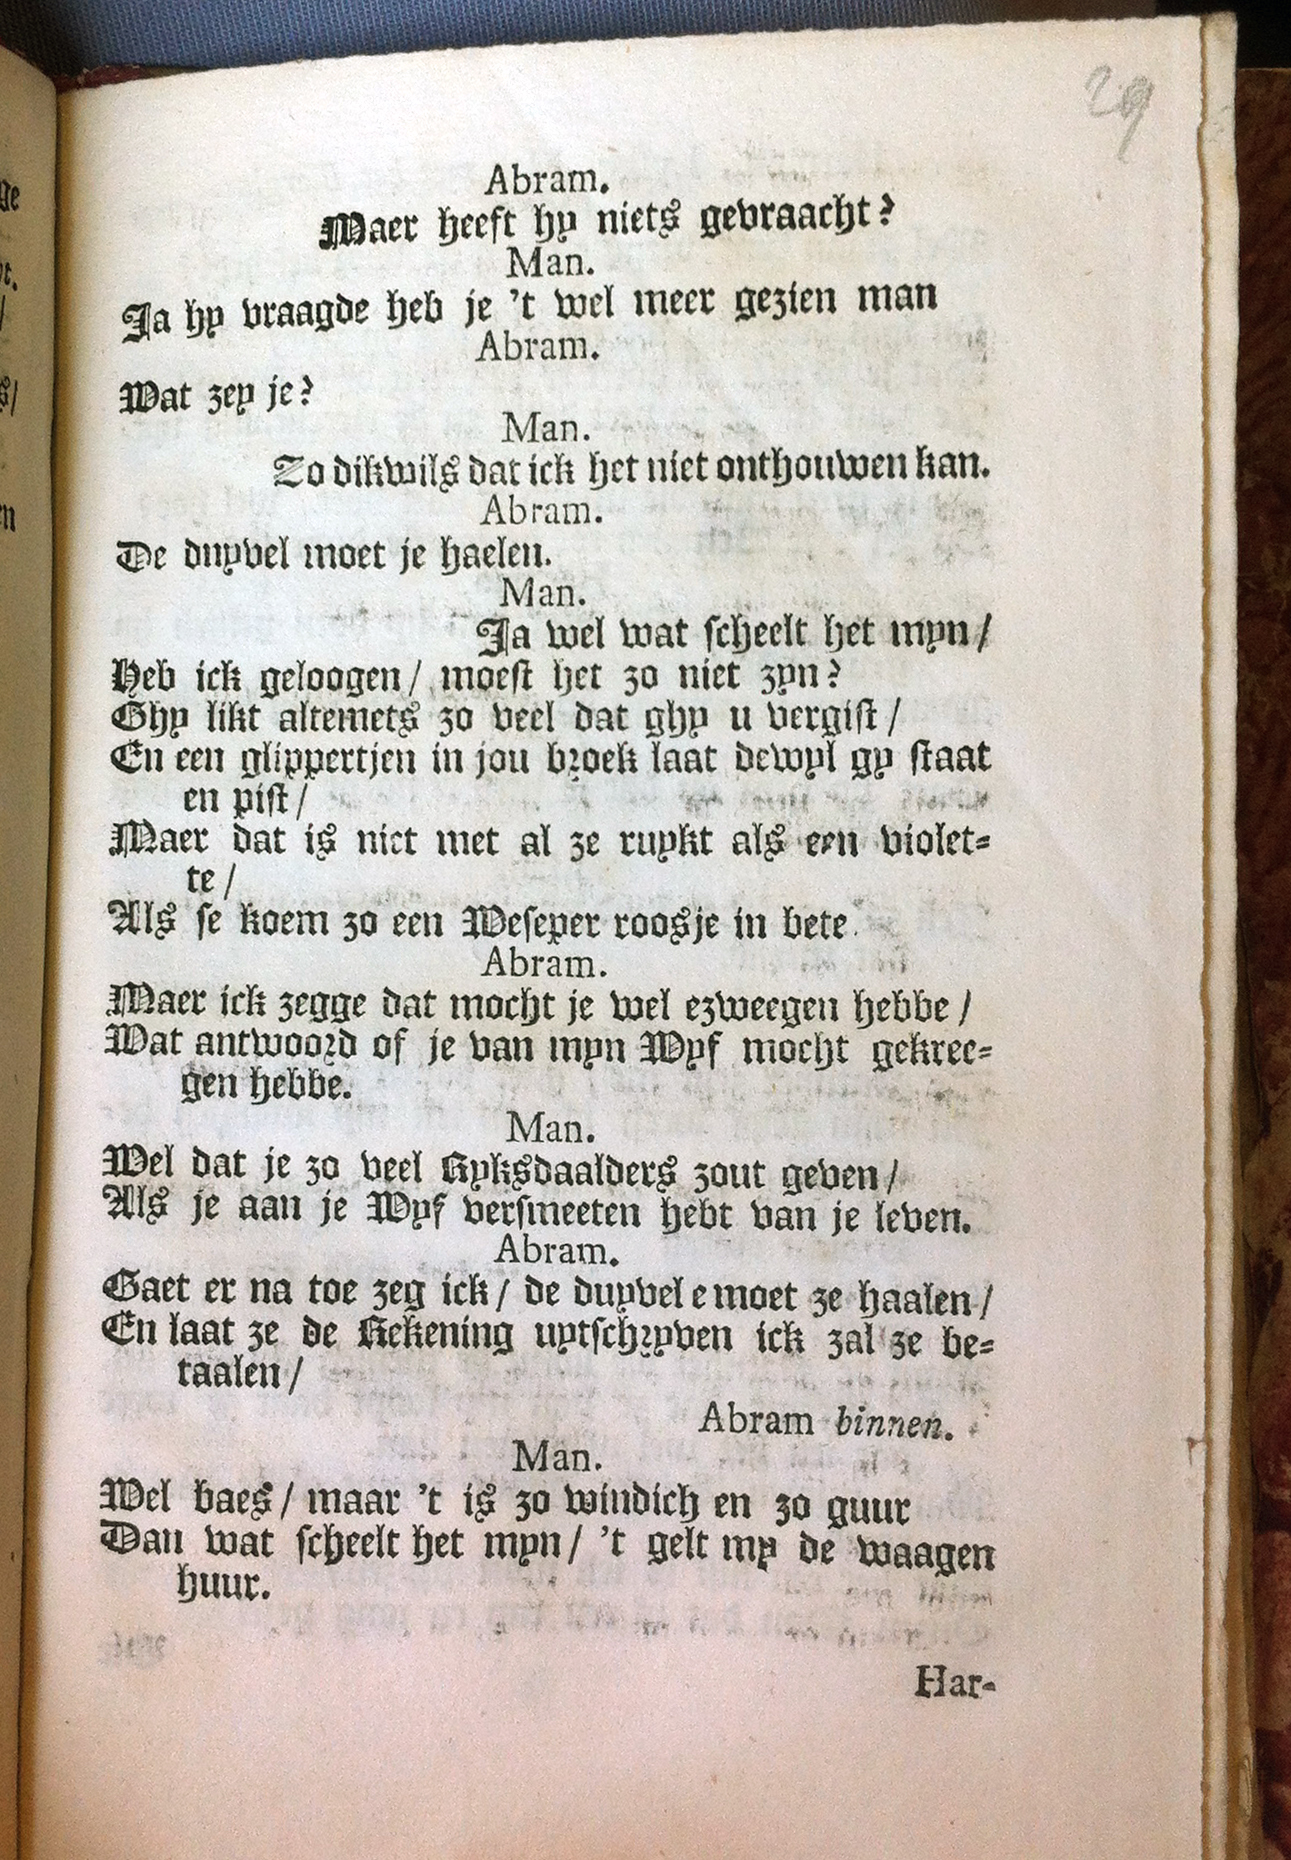 29
Abram.
Maer heeft hy niets gevraacht?
Man.
Ja hy vraagde heb je 't wel meer gezien man
Abram.
Wat zey je?
Man.
Zo dikwils dat ick het niet onthouwen kan.
Abram.
De duyvel moet je haelen.
Man.
Ja wel wat scheelt het myn/
Heb ick geloogen/ moest het zo niet zyn?
Ghy likt altemets zo veel dat ghy u vergist/
En een glippertjen in jou broek laat dewyl gy staat
en pist/
Maer dat is niet met al ze ruykt als een violet-
te/
Als se koem zo een Weseper roosje in bete.
Abram.
Maer ick zegge dat mocht je wel ezweegen hebbe/
Wat antwoord of je van myn Wyf mocht gekree-
gen hebbe.
Man.
Wel dat je zo veel Ryksdaalders zout geven/
Als je aan je Wyf versmeeten hebt van je leven.
Abram.
Gaet er na toe zeg ick/ de duyvel e moet ze haalen/
En laat ze de Rekening uytschryven ick zal ze be-
taalen/
Abram binnen.
Man.
Wel baes/ maar 't is zo windich en zo guur
Dan wat scheelt het myn/ 't gelt my de waagen
huur.
Har-